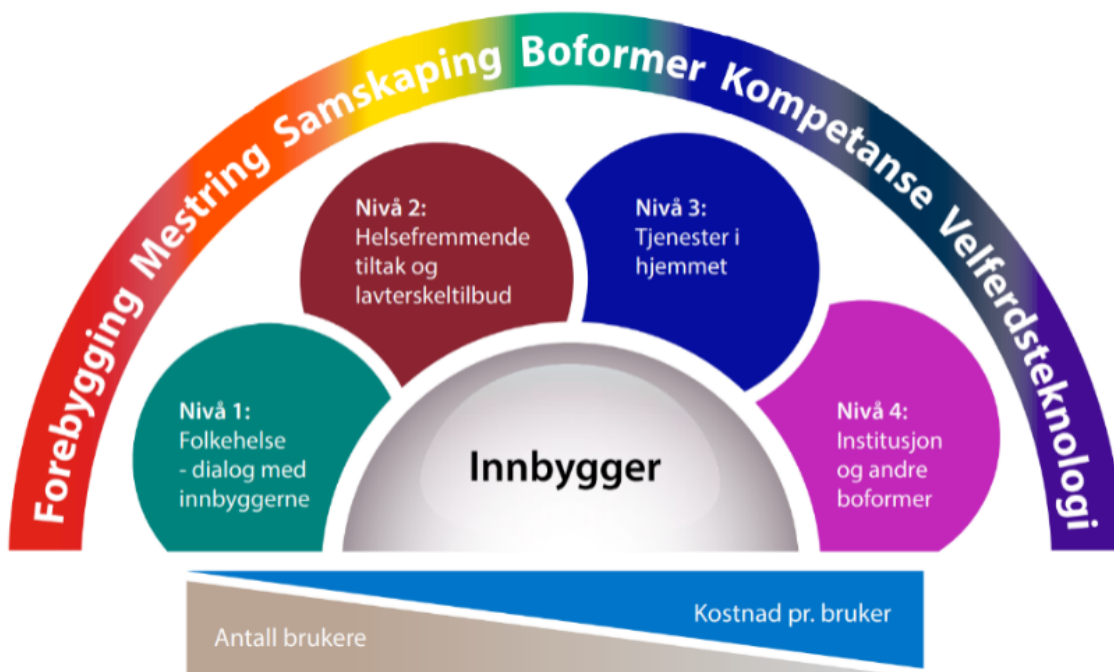 Forebygging Mestring Samskaping Boformer Kompetanse Velferdsteknologi
Nivå 1:
Folkehelse
- dialog med
innbyggerne
Nivå 2:
Helsefremmende
tiltak og
lavterskeltilbud
Nivå 3:
Tjenester i
hjemmet
Nivå 4:
Institusjon
og andre
boformer
Innbygger
Antall brukere
Kostnad pr. bruker